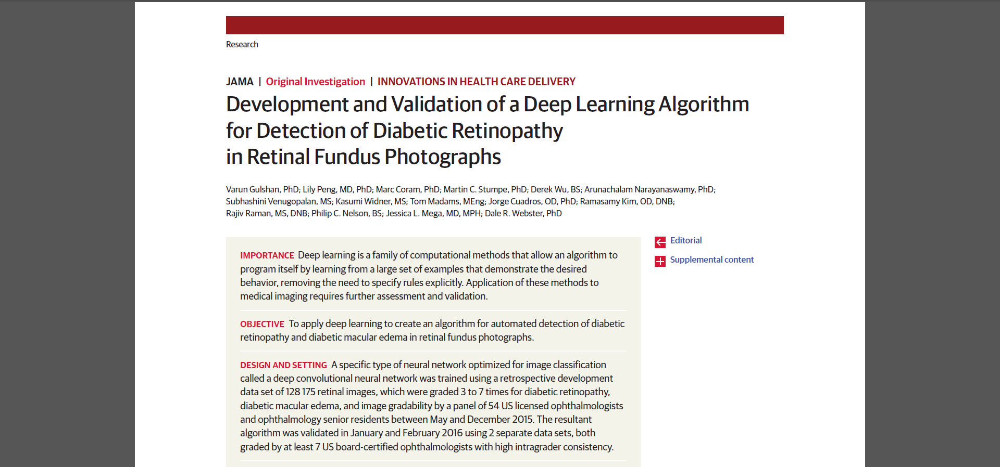 Research
JAMA | Original Investigation | INNOVATIONS IN HEALTH CARE DELIVERY
Development and Validation of a Deep Learning Algorithm
for Detection of Diabetic Retinopathy
in Retinal Fundus Photographs
Varun Gulshan, PhD; Lily Peng, MD, PhD; Marc Coram, PhD; Martin C. Stumpe, PhD; Derek Wu, BS; Arunachalam Narayanaswamy, PhD;
Subhashini Venugopalan, MS; Kasumi Widner, MS; Tom Madams, MEng; Jorge Cuadros, OD, PhD; Ramasamy Kim, OD, DNB;
Rajiv Raman, MS, DNB; Philip C. Nelson, BS; Jessica L. Mega, MD, MPH; Dale R. Webster, PhD
IMPORTANCE Deep learning is a family of computational methods that allow an algorithm to
program itself by learning from a large set of examples that demonstrate the desired
behavior, removing the need to specify rules explicitly. Application of these methods to
medical imaging requires further assessment and validation.
OBJECTIVE To apply deep learning to create an algorithm for automated detection of diabetic
retinopathy and diabetic macular edema in retinal fundus photographs.
DESIGN AND SETTING A specific type of neural network optimized for image classification
called a deep convolutional neural network was trained using a retrospective development
data set of 128 175 retinal images, which were graded 3 to 7 times for diabetic retinopathy,
diabetic macular edema, and image gradability by a panel of 54 US licensed ophthalmologists
and ophthalmology senior residents between May and December 2015. The resultant
algorithm was validated in January and February 2016 using 2 separate data sets, both
graded by at least 7 US board-certified ophthalmologists with high intragrader consistency.
Editorial
Supplemental content